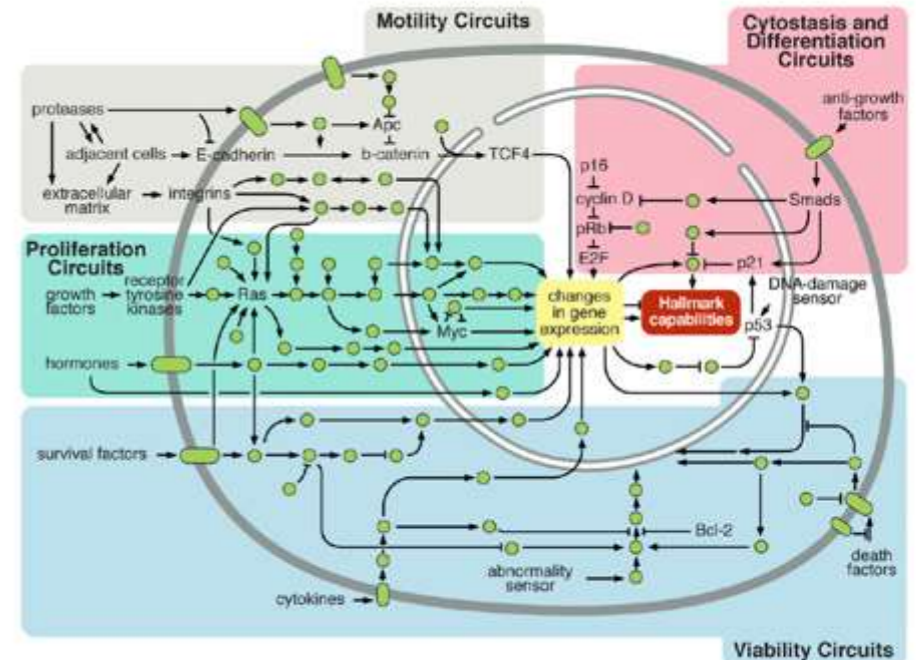 Motility Circuits
Cytostasis and
Differentiation
Circuits
proteases
Apc
anti-growth
factors
adjacent cells
E-cadherin
b-catenin
TCF4
p16
extracellular
matrix
integrins
cyclin D
Smads
pRb
E2F
p21
Proliferation
Circuits
growth
factors
receptor
tyrosine
kinases
Ras
Myc
changes
in gene
expression
Hallmark
capabilities
DNA-damage
sensor
p53
hormones
survival factors
Bcl-2
abnormality
sensor
death
factors
cytokines
Viability Circuits